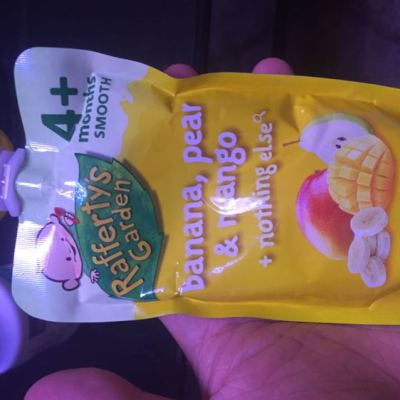 4+
months
SMOOTH
Rafferty's
Garden
banana, pear
& mango
+ nothing else